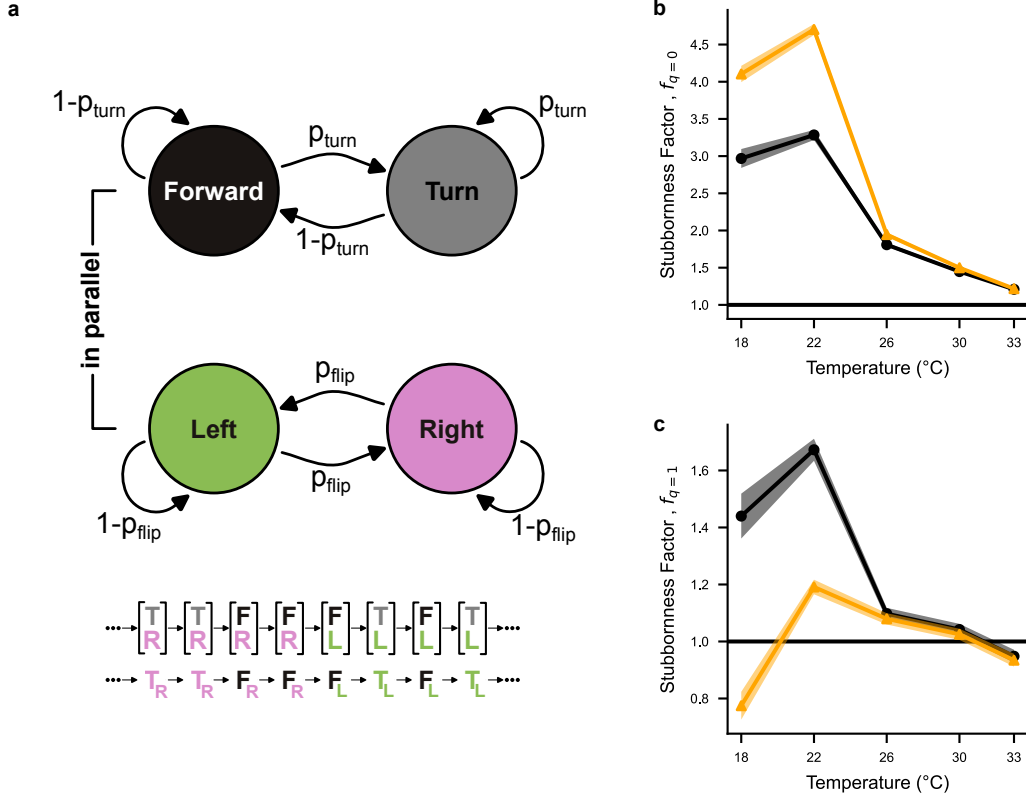 a
1-pturn
pturn
pturn
Forward
Turn
1-pturn
in parallel
pflip
Left
Right
pflip
1-pflip
1-pflip
T T F F F T F T
R R R R L L L L
TR TR FR FR FL TL FL TL
b
Stubbornness Factor , fq = 0
4.5
4.0
3.5
3.0
2.5
2.0
1.5
1.0
18 22 26 30 33
Temperature (°C)
c
Stubbornness Factor , fq = 1
1.6
1.4
1.2
1.0
0.8
18 22 26 30 33
Temperature (°C)